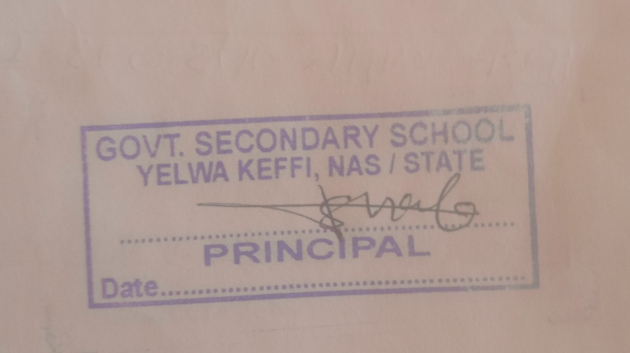 GOVT. SECONDARY SCHOOL
YELWA KEFFI, NAS / STATE
PRINCIPAL
Date